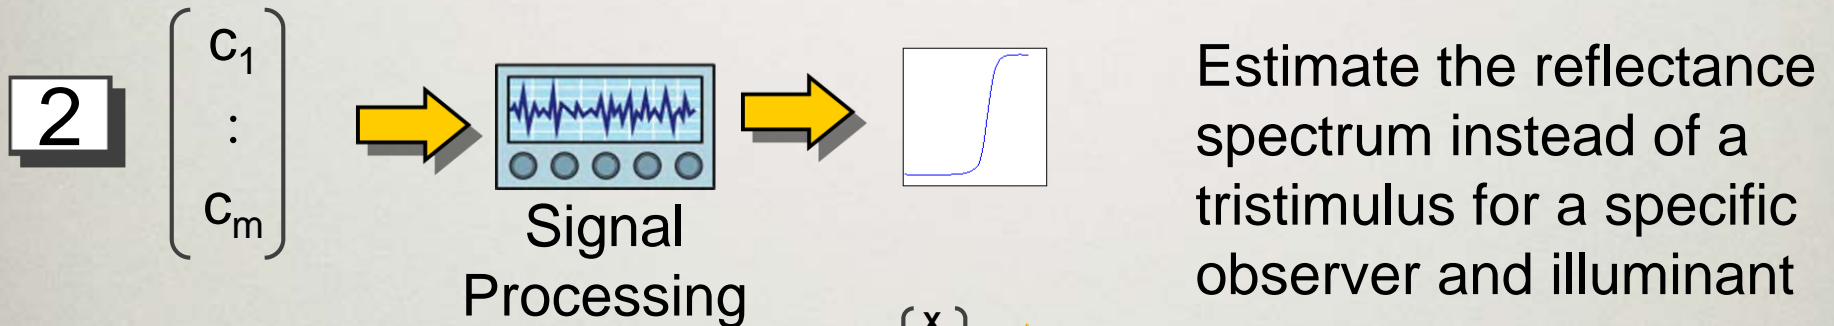 2
c₁
:
cₘ
Signal
Processing
Estimate the reflectance
spectrum instead of a
tristimulus for a specific
observer and illuminant
x